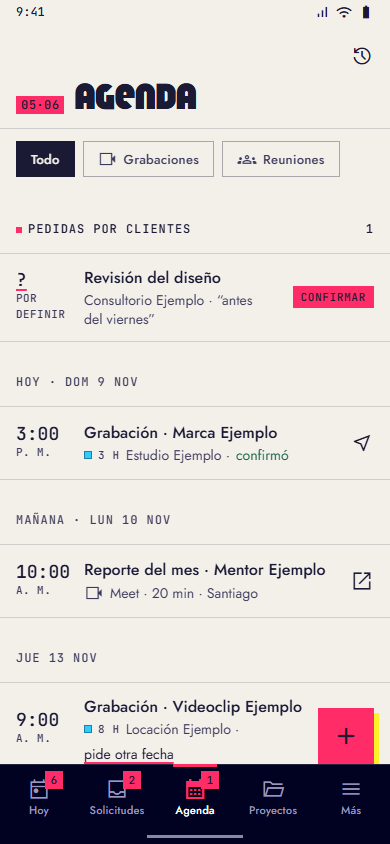 9:41
05·06 AGENDA
Todo Grabaciones Reuniones
PEDIDAS POR CLIENTES 1
? Revisión del diseño
POR DEFINIR
Consultorio Ejemplo · “antes
del viernes”
CONFIRMAR
HOY · DOM 9 NOV
3:00 Grabación · Marca Ejemplo
P. M. 3 H Estudio Ejemplo · confirmó
MAÑANA · LUN 10 NOV
10:00 Reporte del mes · Mentor Ejemplo
A. M. Meet · 20 min · Santiago
JUE 13 NOV
9:00 Grabación · Videoclip Ejemplo
A. M. 8 H Locación Ejemplo ·
pide otra fecha
+
6 2 1
Hoy Solicitudes Agenda Proyectos Más